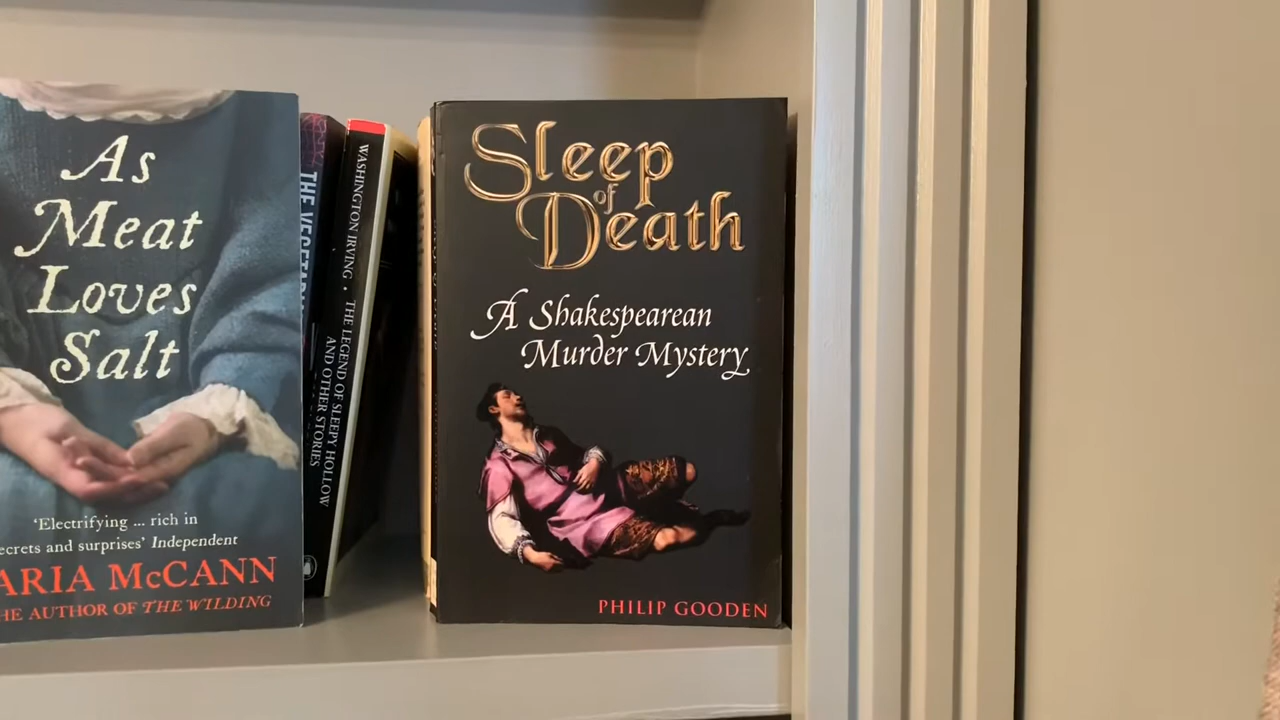 As
Meat
Loves
Salt
'Electrifying ... rich in
ecrets and surprises' Independent
ARIA McCANN
HE AUTHOR OF THE WILDING
THE VEGETAR
WASHINGTON IRVING • THE LEGEND OF SLEEPY HOLLOW
AND OTHER STORIES
Sleep
of
Death
A Shakespearean
Murder Mystery
PHILIP GOODEN